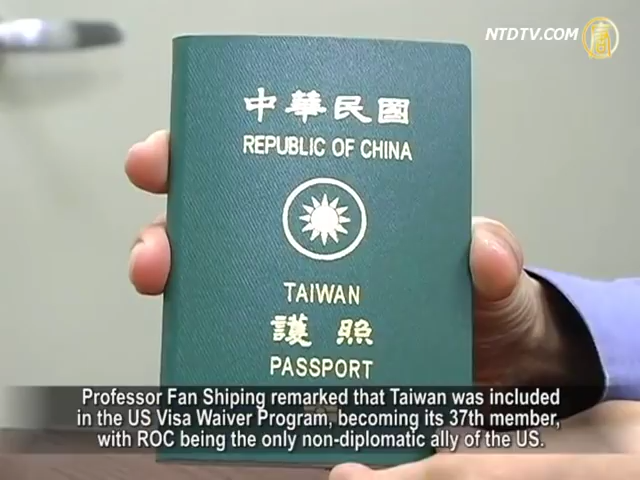 NTDTV.COM
中華民國
REPUBLIC OF CHINA
TAIWAN
護照
PASSPORT
Professor Fan Shiping remarked that Taiwan was included
in the US Visa Waiver Program, becoming its 37th member,
with ROC being the only non-diplomatic ally of the US.